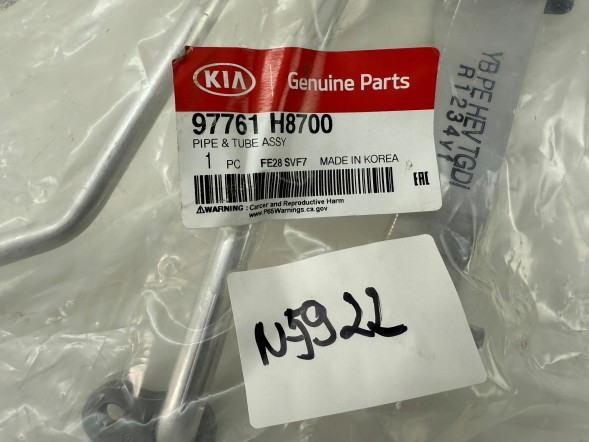 KIA Genuine Parts
97761 H8700
PIPE & TUBE ASSY
1 PC FE28 SVF7 MADE IN KOREA
EAC
⚠WARNING : Cancer and Reproductive Harm
www.P65Warnings.ca.gov
YB PE HEV TGDI
R1234yf
N5922